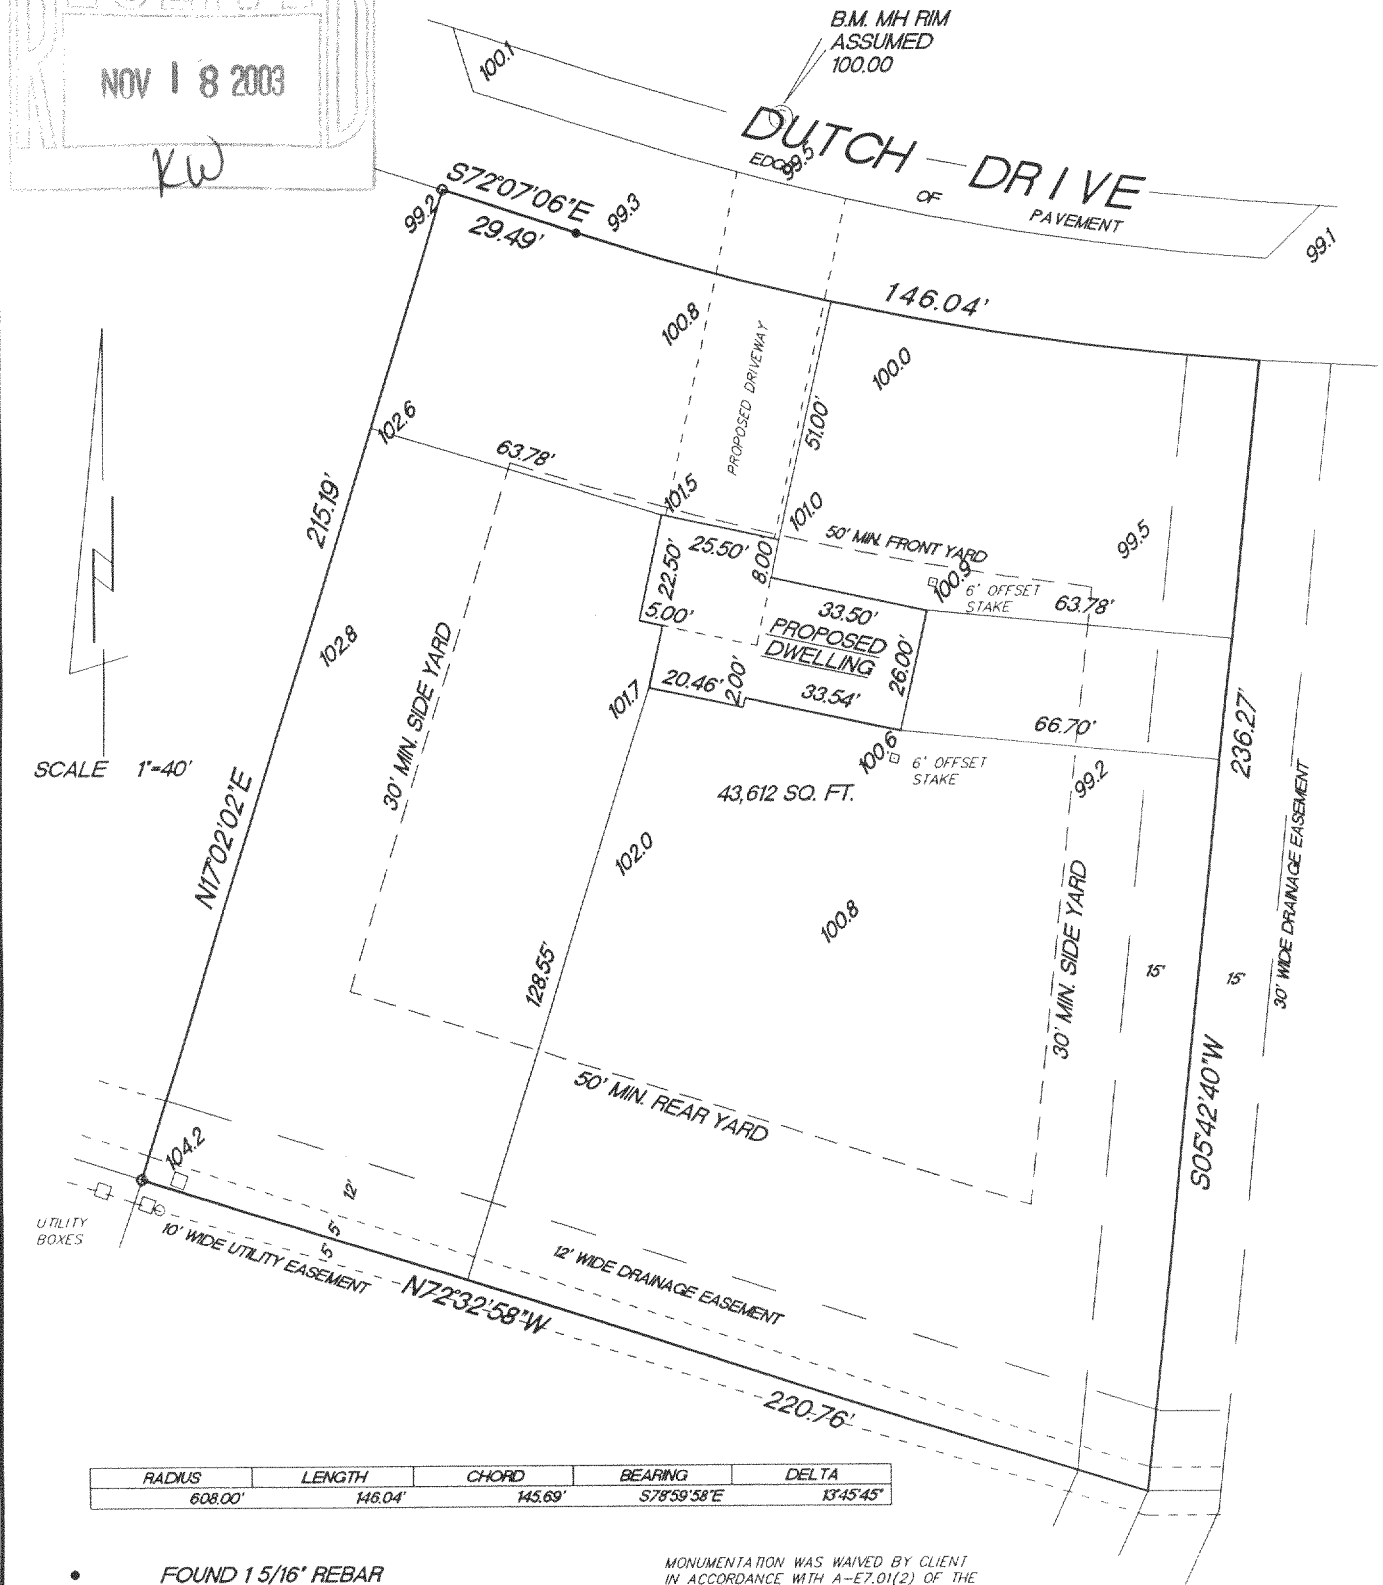 NOV 18 2003
KW
B.M. MH RIM
ASSUMED
100.00
100.1
DUTCH DRIVE
EDGE
99.5
OF
PAVEMENT
99.1
S72°07'06"E
99.2
29.49'
99.3
146.04'
100.8
PROPOSED DRIVEWAY
51.00'
100.0
102.6
63.78'
215.19'
101.5
101.0
50' MIN. FRONT YARD
99.5
25.50'
8.00'
22.50'
100.9
6' OFFSET
STAKE
63.78'
5.00'
33.50'
PROPOSED
DWELLING
26.00'
102.8
30' MIN. SIDE YARD
101.7
20.46'
2.00'
33.54'
66.70'
236.27'
SCALE 1"=40'
100.6
6' OFFSET
STAKE
99.2
43,612 SQ. FT.
N17°02'02"E
102.0
100.8
30' MIN. SIDE YARD
30' WIDE DRAINAGE EASEMENT
128.55'
15'
15'
50' MIN. REAR YARD
S05°42'40"W
104.2
12'
5'
5'
UTILITY
BOXES
10' WIDE UTILITY EASEMENT
12' WIDE DRAINAGE EASEMENT
N72°32'58"W
220.76'
RADIUS LENGTH CHORD BEARING DELTA
608.00' 146.04' 145.69' S78°59'58"E 13°45'45"
FOUND 1 5/16" REBAR
MONUMENTATION WAS WAIVED BY CLIENT
IN ACCORDANCE WITH A-E7.01(2) OF THE